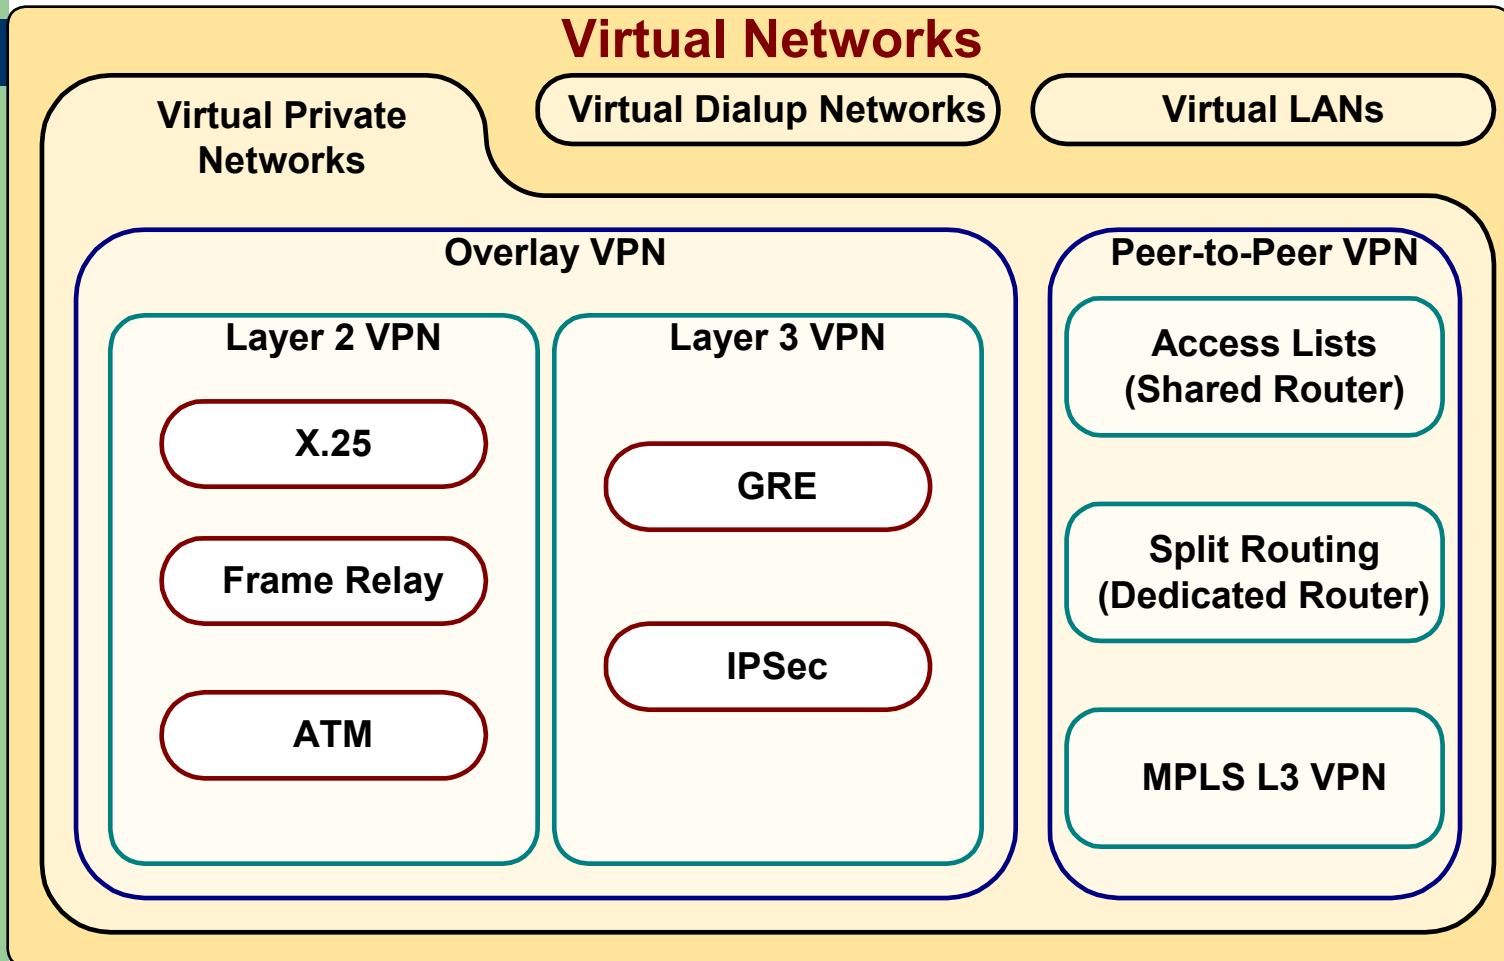 Virtual Networks
Virtual Private
Networks
Virtual Dialup Networks
Virtual LANs
Overlay VPN
Layer 2 VPN
X.25
Frame Relay
ATM
Layer 3 VPN
GRE
IPSec
Peer-to-Peer VPN
Access Lists
(Shared Router)
Split Routing
(Dedicated Router)
MPLS L3 VPN